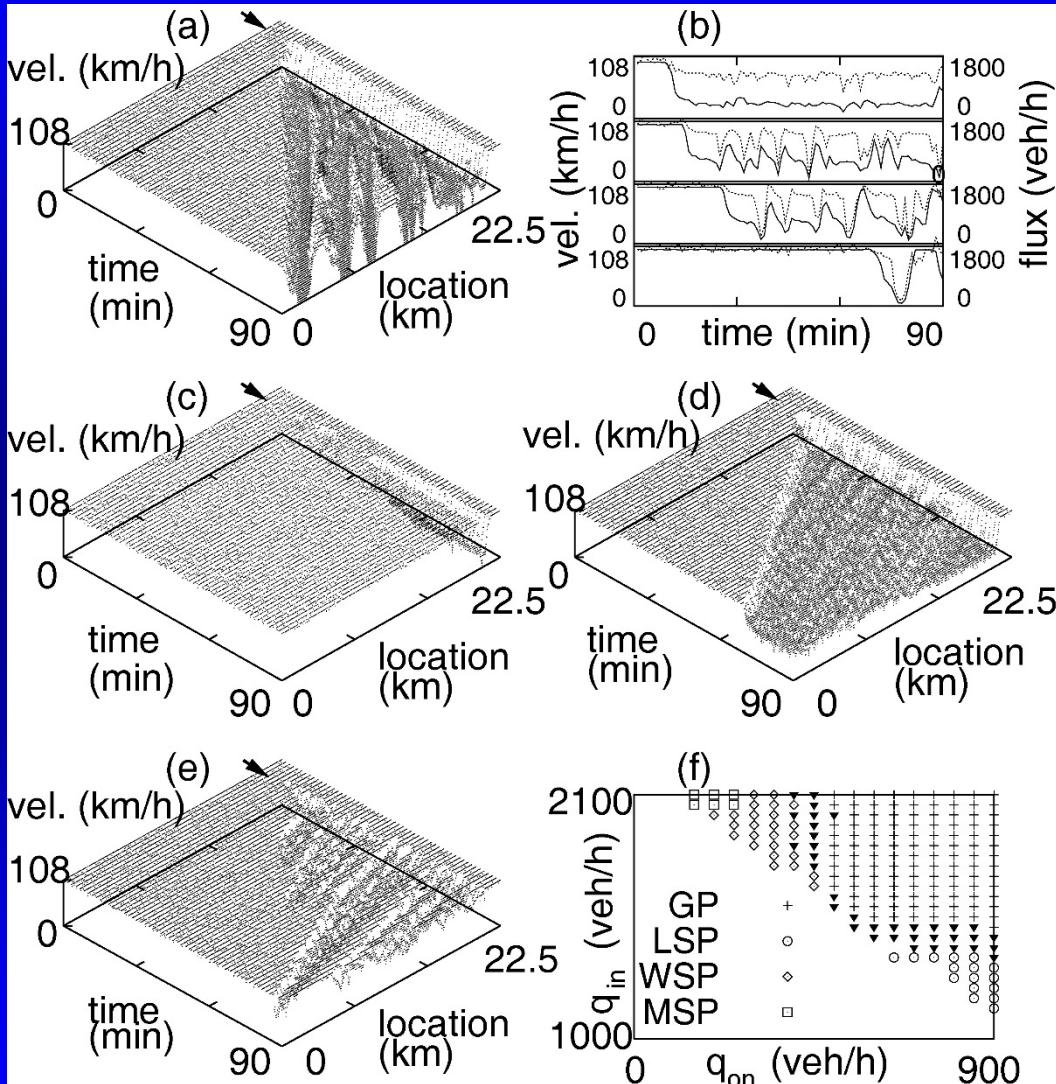 (a)
vel. (km/h)
108
0
time
(min)
90
0
location
(km)
22.5
(b)
vel. (km/h)
108
0
108
0
108
0
108
0
1800
0
1800
0
1800
0
1800
0
flux (veh/h)
0
time (min)
90
(c)
vel. (km/h)
108
0
time
(min)
90
0
location
(km)
22.5
(d)
vel. (km/h)
108
0
time
(min)
90
0
location
(km)
22.5
(e)
vel. (km/h)
108
0
time
(min)
90
0
location
(km)
22.5
(f)
2100
q_in (veh/h)
1000
GP
LSP
WSP
MSP
0
q_on (veh/h)
900